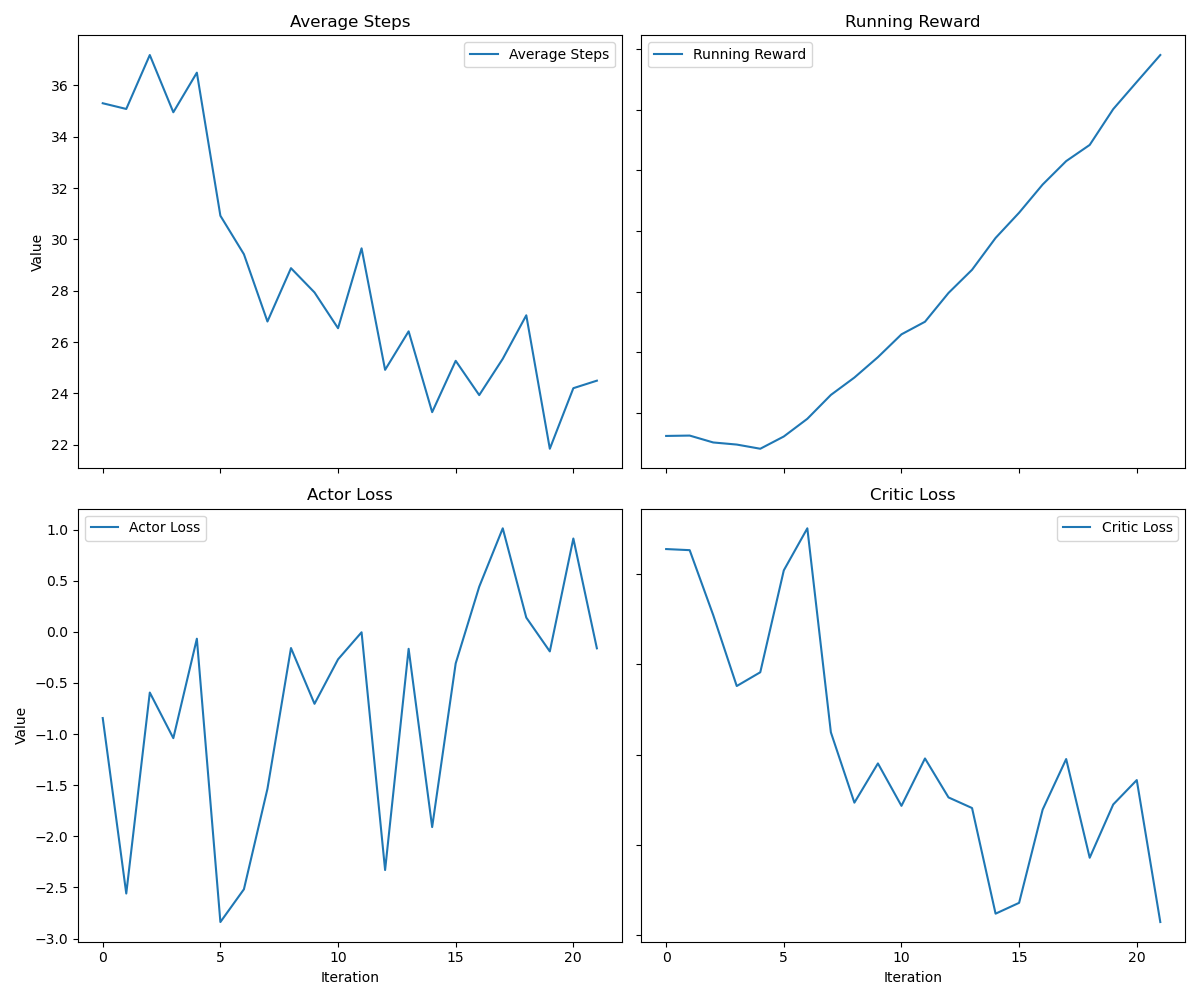 Average Steps
Running Reward
Average Steps
Running Reward
Value
36
34
32
30
28
26
24
22
Actor Loss
Critic Loss
Actor Loss
Critic Loss
Value
1.0
0.5
0.0
−0.5
−1.0
−1.5
−2.0
−2.5
−3.0
0 5 10 15 20
0 5 10 15 20
Iteration
Iteration